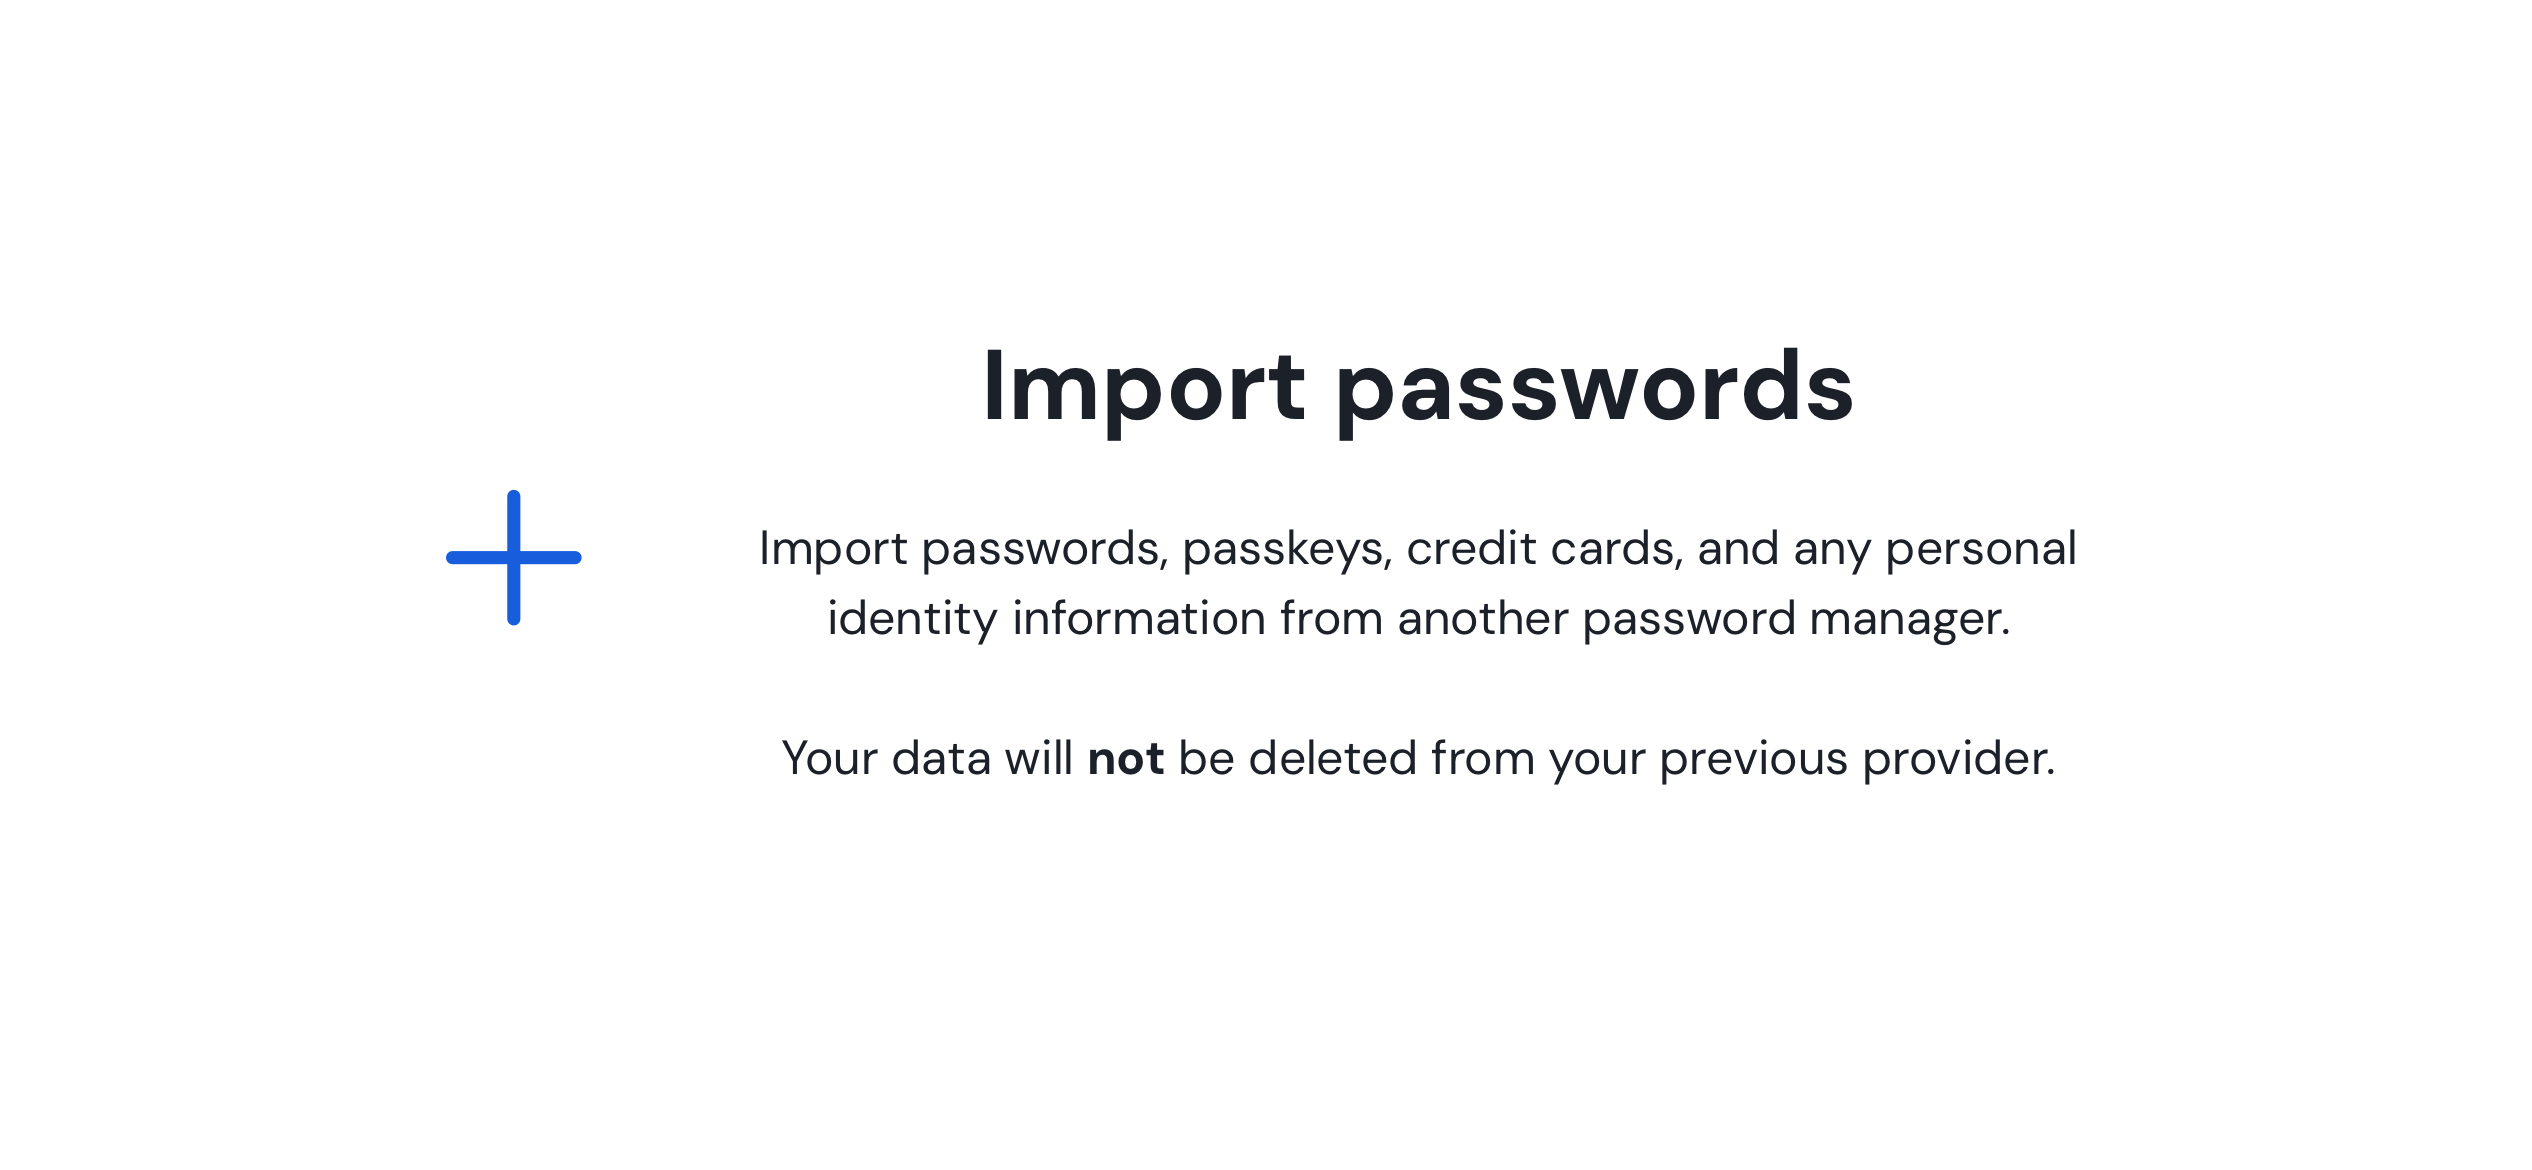 Import passwords
Import passwords, passkeys, credit cards, and any personal
identity information from another password manager.
Your data will not be deleted from your previous provider.